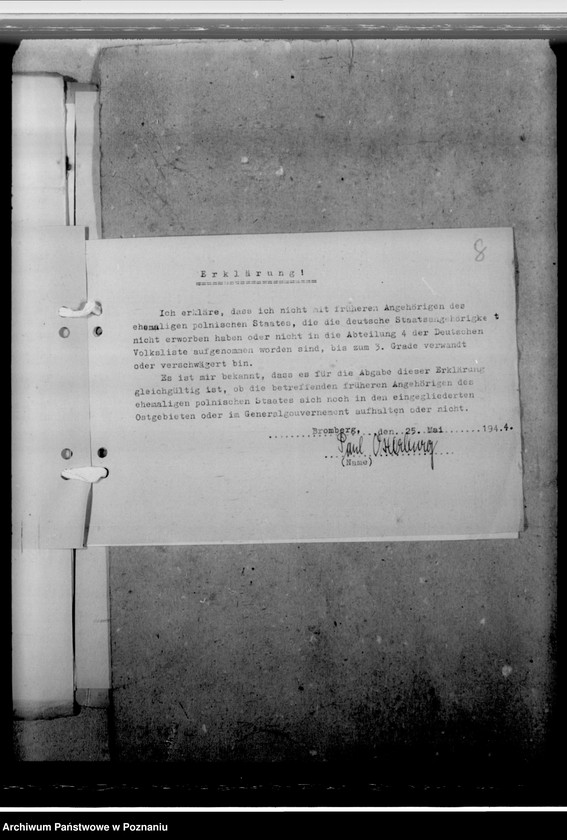 8
Erklärung!
Ich erkläre, dass ich nicht mit früheren Angehörigen des
ehemaligen polnischen Staates, die die deutsche Staatsangehörigkeit
nicht erworben haben oder nicht in die Abteilung 4 der Deutschen
Volksliste aufgenommen worden sind, bis zum 3. Grade verwandt
oder verschwägert bin.
Es ist mir bekannt, dass es für die Abgabe dieser Erklärung
gleichgültig ist, ob die betreffenden früheren Angehörigen des
ehemaligen polnischen Staates sich noch in den eingegliederten
Ostgebieten oder im Generalgouvernement aufhalten oder nicht.
Bromberg, den 25. Mai 1944.
Paul Osterburg
(Name)
Archiwum Państwowe w Poznaniu